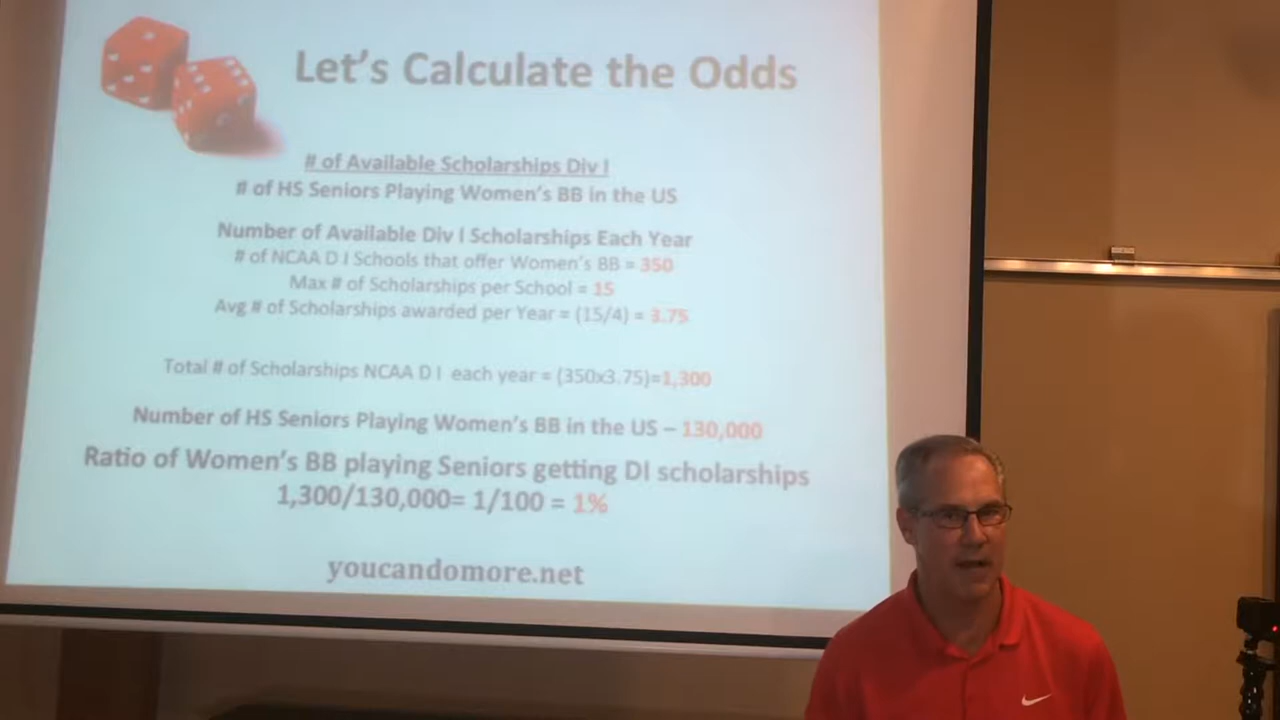 Let's Calculate the Odds
# of Available Scholarships Div I
# of HS Seniors Playing Women's BB in the US
Number of Available Div I Scholarships Each Year
# of NCAA D I Schools that offer Women's BB = 350
Max # of Scholarships per School = 15
Avg # of Scholarships awarded per Year = (15/4) = 3.75
Total # of Scholarships NCAA D I each year = (350x3.75)=1,300
Number of HS Seniors Playing Women's BB in the US – 130,000
Ratio of Women's BB playing Seniors getting DI scholarships
1,300/130,000= 1/100 = 1%
youcandomore.net